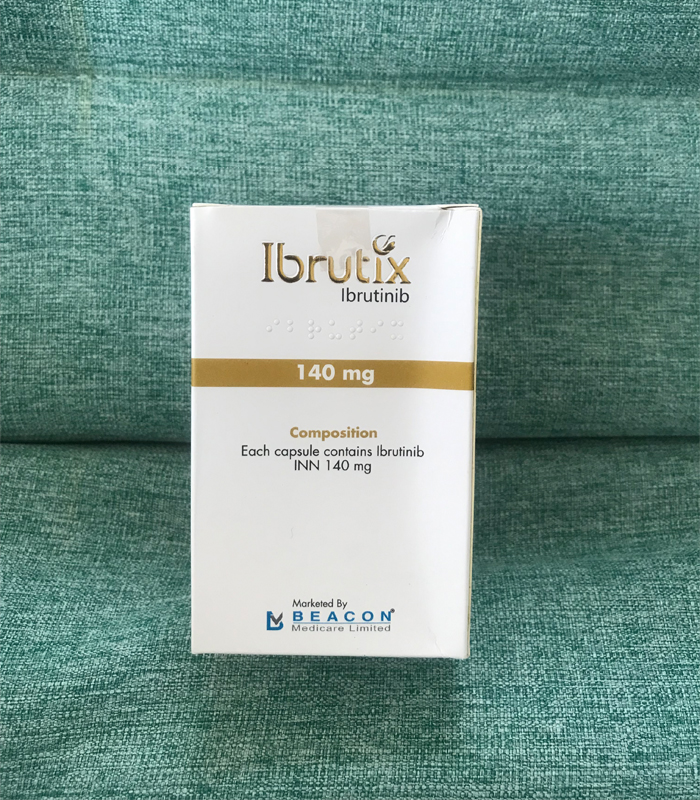 Ibrutix
Ibrutinib
140 mg
Composition
Each capsule contains Ibrutinib
INN 140 mg
Marketed By
BEACON®
Medicare Limited